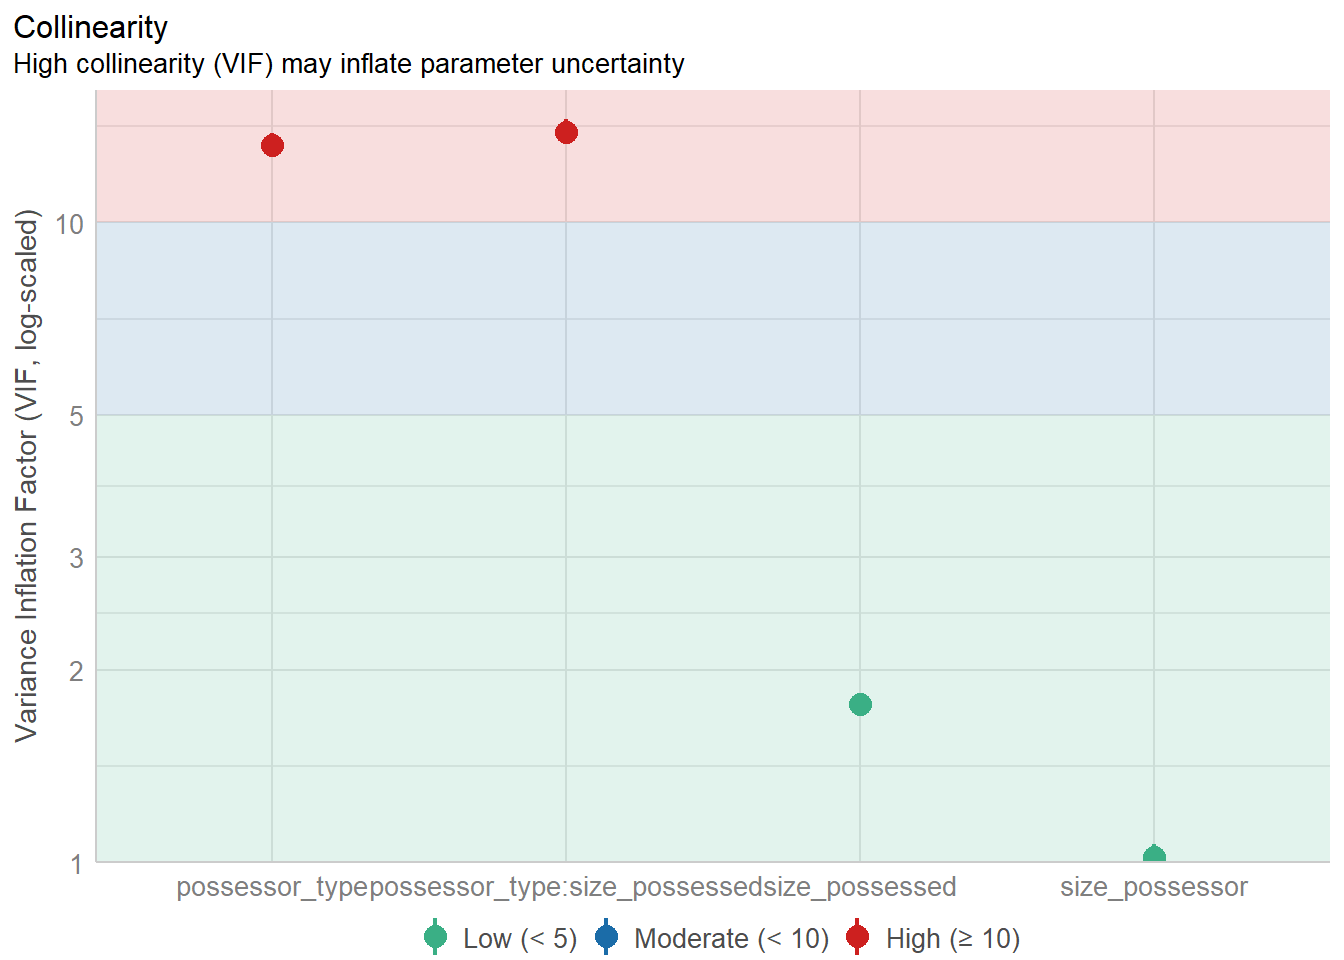 Collinearity
High collinearity (VIF) may inflate parameter uncertainty
Variance Inflation Factor (VIF, log-scaled)
10
5
3
2
1
possessor_typepossessor_type:size_possessedsize_possessed size_possessor
Low (< 5) Moderate (< 10) High (≥ 10)